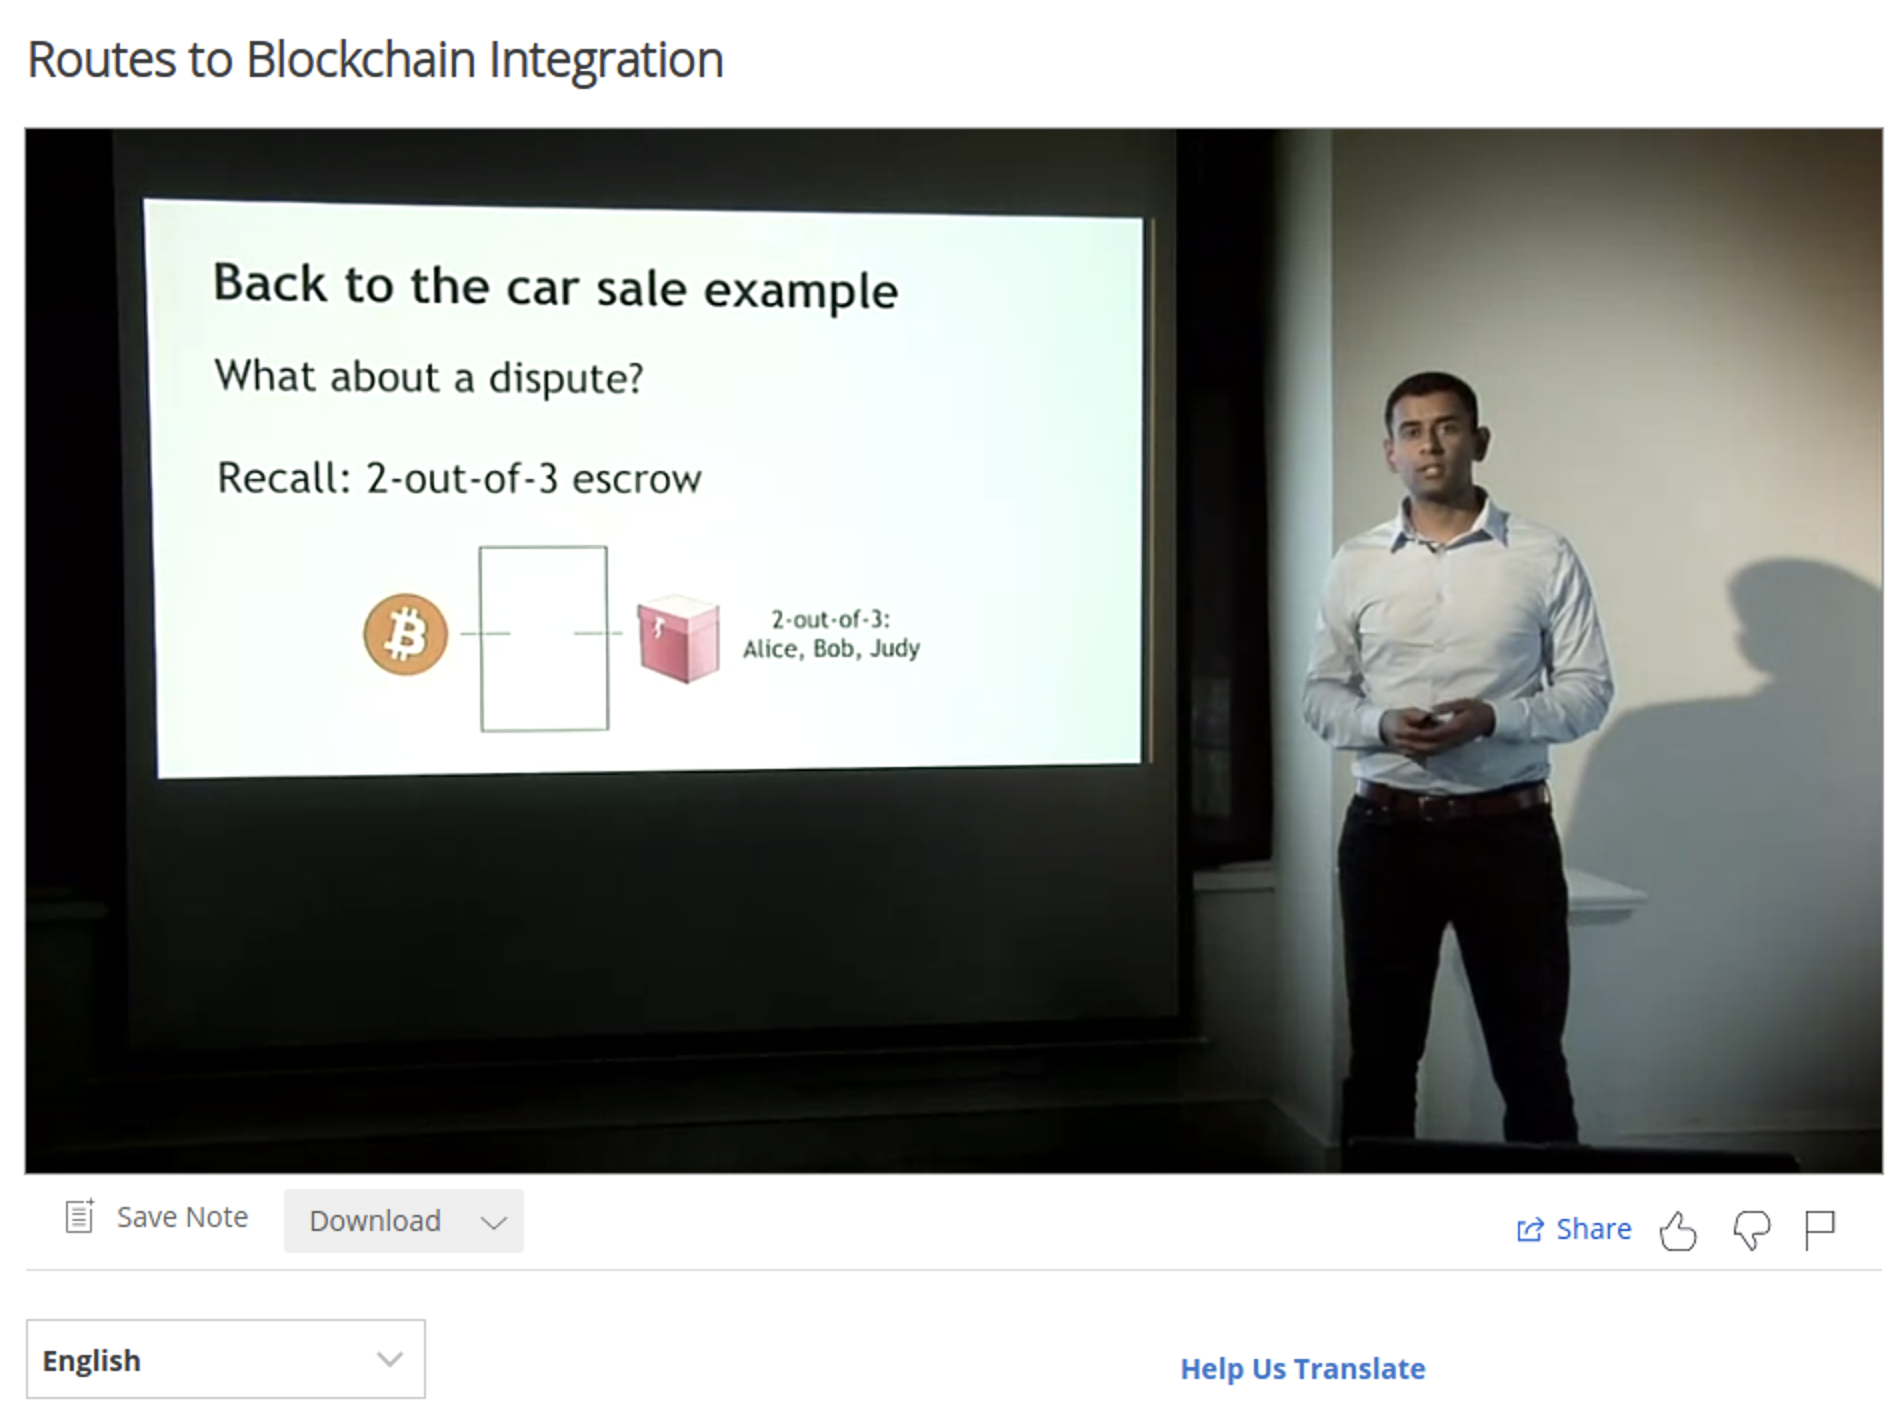 Routes to Blockchain Integration
Back to the car sale example
What about a dispute?
Recall: 2-out-of-3 escrow
2-out-of-3:
Alice, Bob, Judy
Save Note
Download
Share
English
Help Us Translate